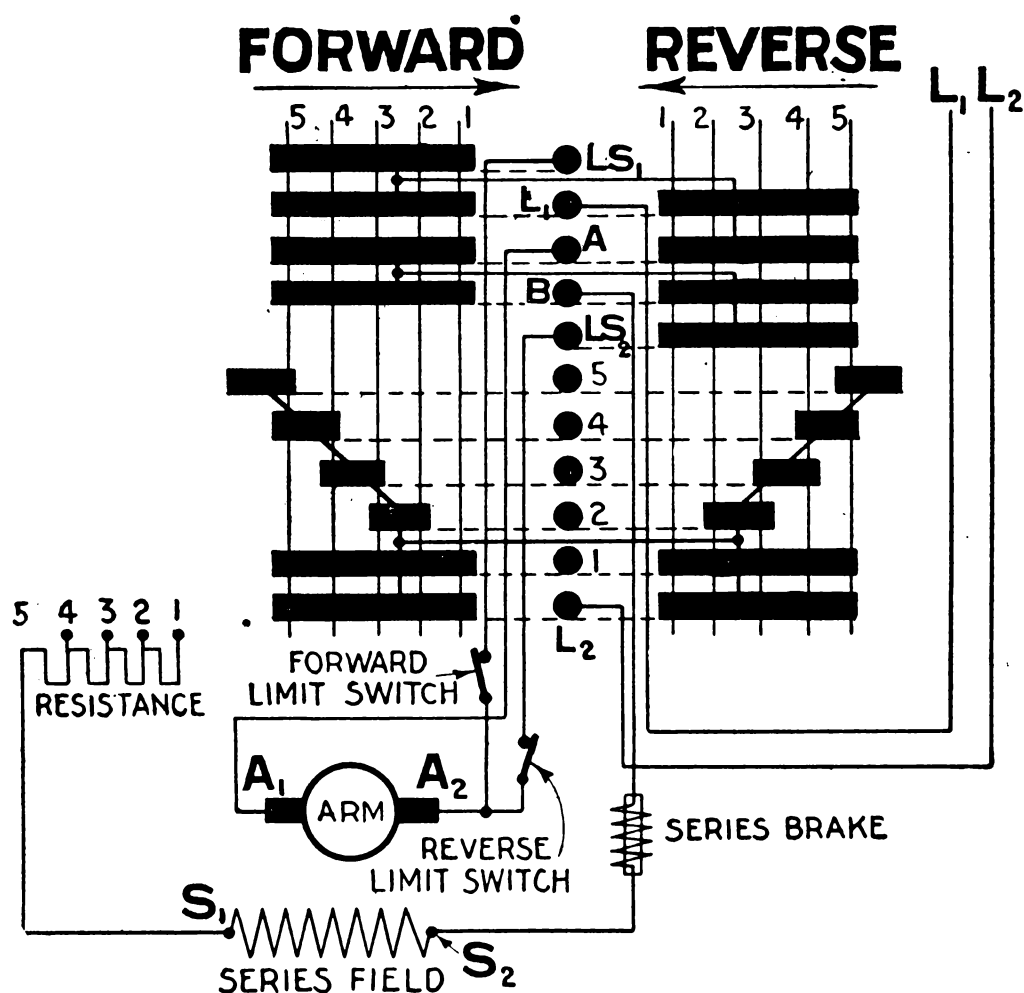 FORWARD REVERSE
L1 L2
5 4 3 2 1 1 2 3 4 5
LS1
L1
A
B
LS2
5
4
3
2
1
L2
5 4 3 2 1
RESISTANCE
FORWARD
LIMIT SWITCH
A1 ARM A2
REVERSE
LIMIT SWITCH
SERIES BRAKE
S1
SERIES FIELD
S2